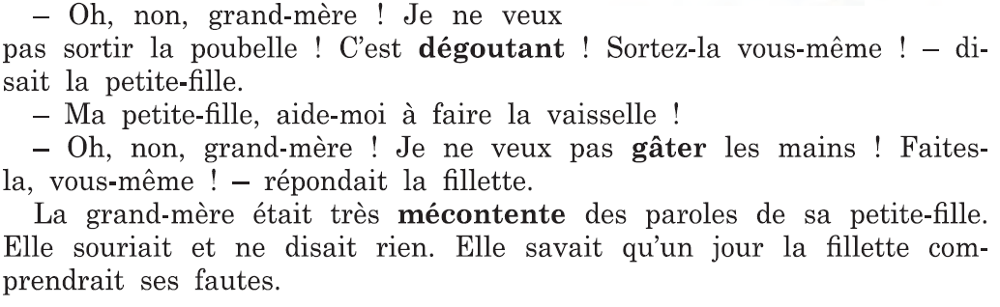 – Oh, non, grand-mère ! Je ne veux
pas sortir la poubelle ! C'est dégoutant ! Sortez-la vous-même ! – di-
sait la petite-fille.
– Ma petite-fille, aide-moi à faire la vaisselle !
– Oh, non, grand-mère ! Je ne veux pas gâter les mains ! Faites-
la, vous-même ! – répondait la fillette.
La grand-mère était très mécontente des paroles de sa petite-fille.
Elle souriait et ne disait rien. Elle savait qu'un jour la fillette com-
prendrait ses fautes.